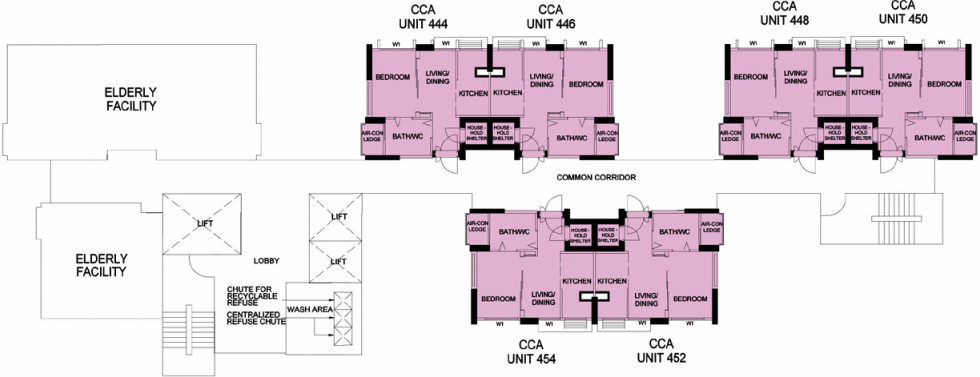 CCA
UNIT 444
CCA
UNIT 446
CCA
UNIT 448
CCA
UNIT 450
W1
W1
W1
W1
W1
W1
W1
W1
BEDROOM
LIVING/
DINING
KITCHEN
KITCHEN
LIVING/
DINING
BEDROOM
BEDROOM
LIVING/
DINING
KITCHEN
KITCHEN
LIVING/
DINING
BEDROOM
ELDERLY
FACILITY
AIR-CON
LEDGE
BATH/WC
HOUSE-
HOLD
SHELTER
HOUSE-
HOLD
SHELTER
BATH/WC
AIR-CON
LEDGE
AIR-CON
LEDGE
BATH/WC
HOUSE-
HOLD
SHELTER
HOUSE-
HOLD
SHELTER
BATH/WC
AIR-CON
LEDGE
COMMON CORRIDOR
LIFT
LIFT
LIFT
LOBBY
ELDERLY
FACILITY
CHUTE FOR
RECYCLABLE
REFUSE
CENTRALIZED
REFUSE CHUTE
WASH AREA
AIR-CON
LEDGE
BATH/WC
HOUSE-
HOLD
SHELTER
HOUSE-
HOLD
SHELTER
BATH/WC
AIR-CON
LEDGE
BEDROOM
LIVING/
DINING
KITCHEN
KITCHEN
LIVING/
DINING
BEDROOM
W1
W1
W1
W1
CCA
UNIT 454
CCA
UNIT 452